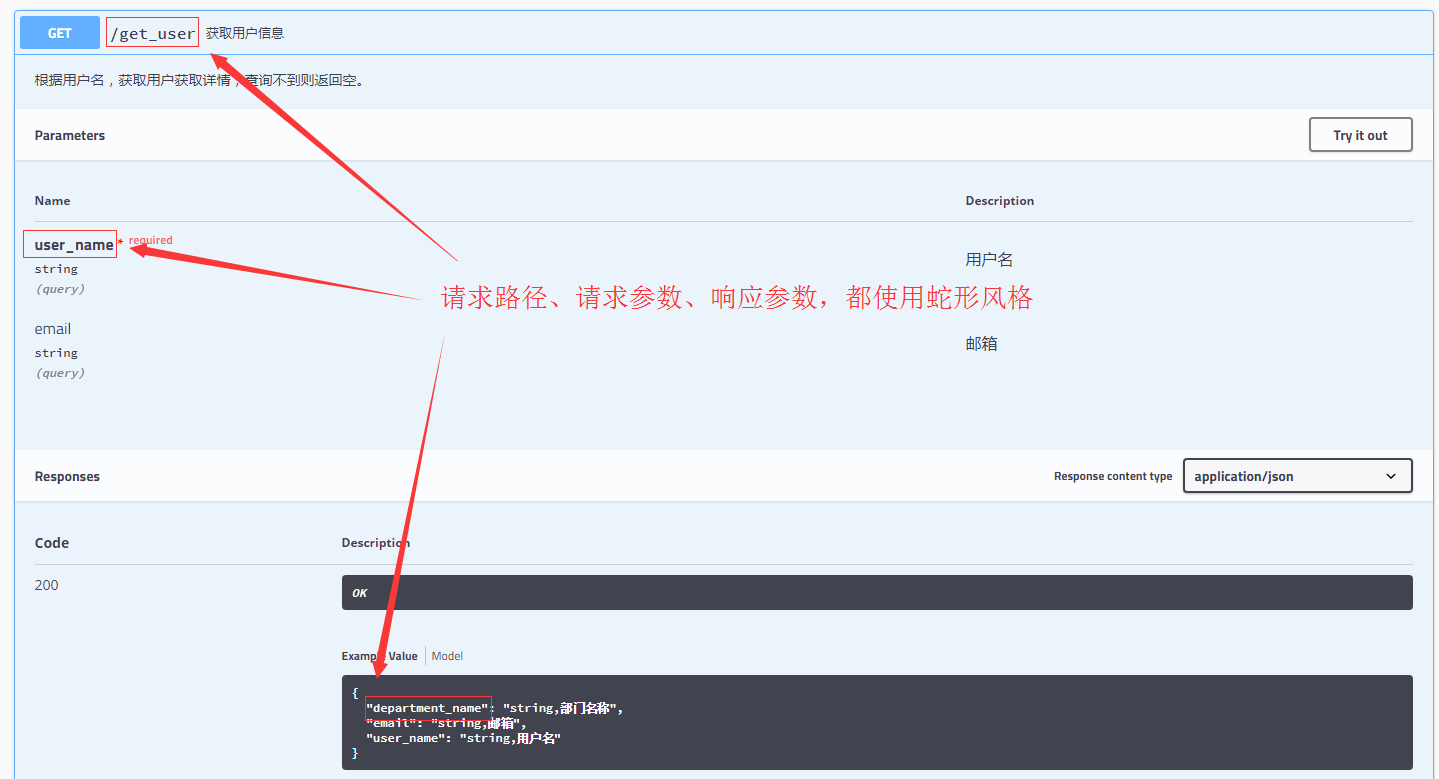 GET /get_user 获取用户信息
根据用户名，获取用户获取详情，查询不到则返回空。
Parameters Try it out
Name Description
user_name * required
string
(query)
用户名
请求路径、请求参数、响应参数，都使用蛇形风格
email
string
(query)
邮箱
Responses Response content type application/json
Code Description
200 OK
Example Value Model
{
"department_name": "string,部门名称",
"email": "string,邮箱",
"user_name": "string,用户名"
}